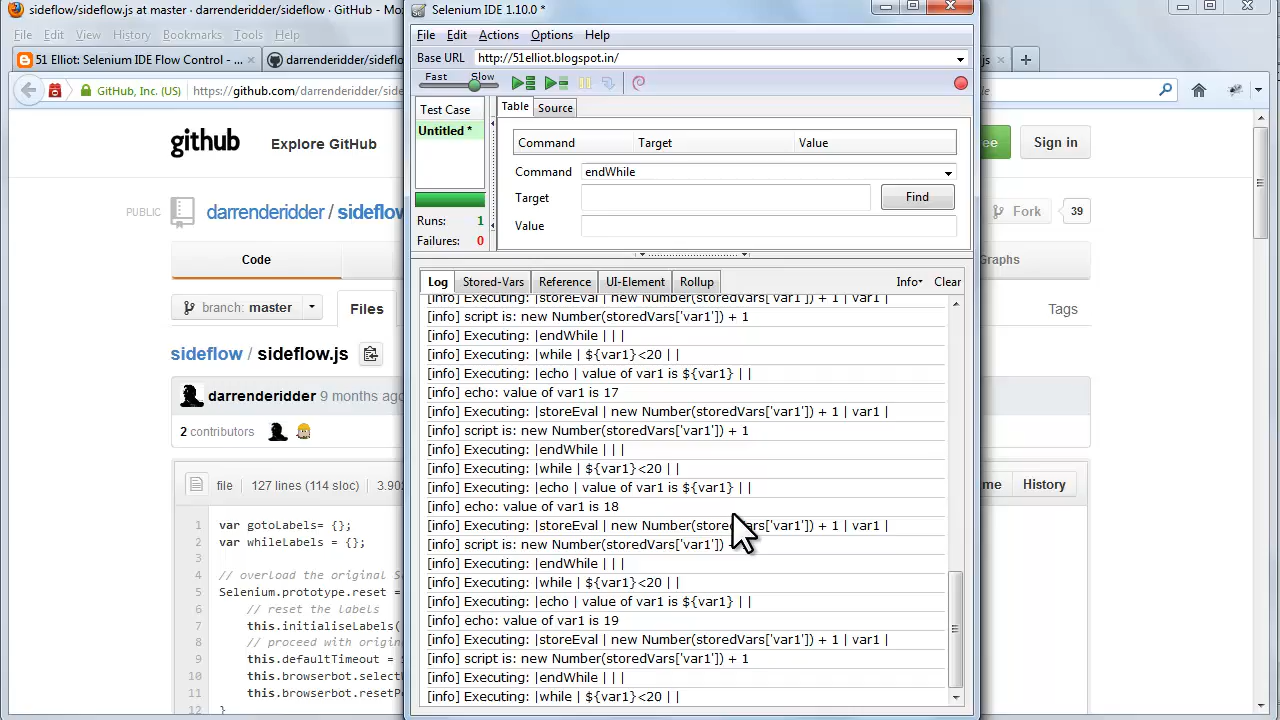 sideflow/sideflow.js at master · darrenderidder/sideflow · GitHub - Mo
File Edit View History Bookmarks Tools Help
51 Elliot: Selenium IDE Flow Control - ...
darrenderidder/sideflo
.js
GitHub, Inc. (US) https://github.com/darrenderidder/side
github Explore GitHub
Sign in
PUBLIC darrenderidder / sideflow
Fork 39
Code
Graphs
branch: master Files
Tags
sideflow / sideflow.js
darrenderidder 9 months ago
2 contributors
file 127 lines (114 sloc) 3.902
History
1 var gotoLabels= {};
2 var whileLabels = {};
3
4 // overload the original S
5 Selenium.prototype.reset =
6 // reset the labels
7 this.initialiseLabels(
8 // proceed with origina
9 this.defaultTimeout =
10 this.browserbot.select
11 this.browserbot.resetP
12 }
Selenium IDE 1.10.0 *
File Edit Actions Options Help
Base URL http://51elliot.blogspot.in/
Fast Slow
Test Case
Untitled *
Runs: 1
Failures: 0
Table Source
Command Target Value
Command endWhile
Target
Find
Value
Log Stored-Vars Reference UI-Element Rollup Info Clear
[info] Executing: |storeEval | new Number(storedVars['var1']) + 1 | var1 |
[info] script is: new Number(storedVars['var1']) + 1
[info] Executing: |endWhile | | |
[info] Executing: |while | ${var1}<20 | |
[info] Executing: |echo | value of var1 is ${var1} | |
[info] echo: value of var1 is 17
[info] Executing: |storeEval | new Number(storedVars['var1']) + 1 | var1 |
[info] script is: new Number(storedVars['var1']) + 1
[info] Executing: |endWhile | | |
[info] Executing: |while | ${var1}<20 | |
[info] Executing: |echo | value of var1 is ${var1} | |
[info] echo: value of var1 is 18
[info] Executing: |storeEval | new Number(storedVars['var1']) + 1 | var1 |
[info] script is: new Number(storedVars['var1'])
[info] Executing: |endWhile | | |
[info] Executing: |while | ${var1}<20 | |
[info] Executing: |echo | value of var1 is ${var1} | |
[info] echo: value of var1 is 19
[info] Executing: |storeEval | new Number(storedVars['var1']) + 1 | var1 |
[info] script is: new Number(storedVars['var1']) + 1
[info] Executing: |endWhile | | |
[info] Executing: |while | ${var1}<20 | |